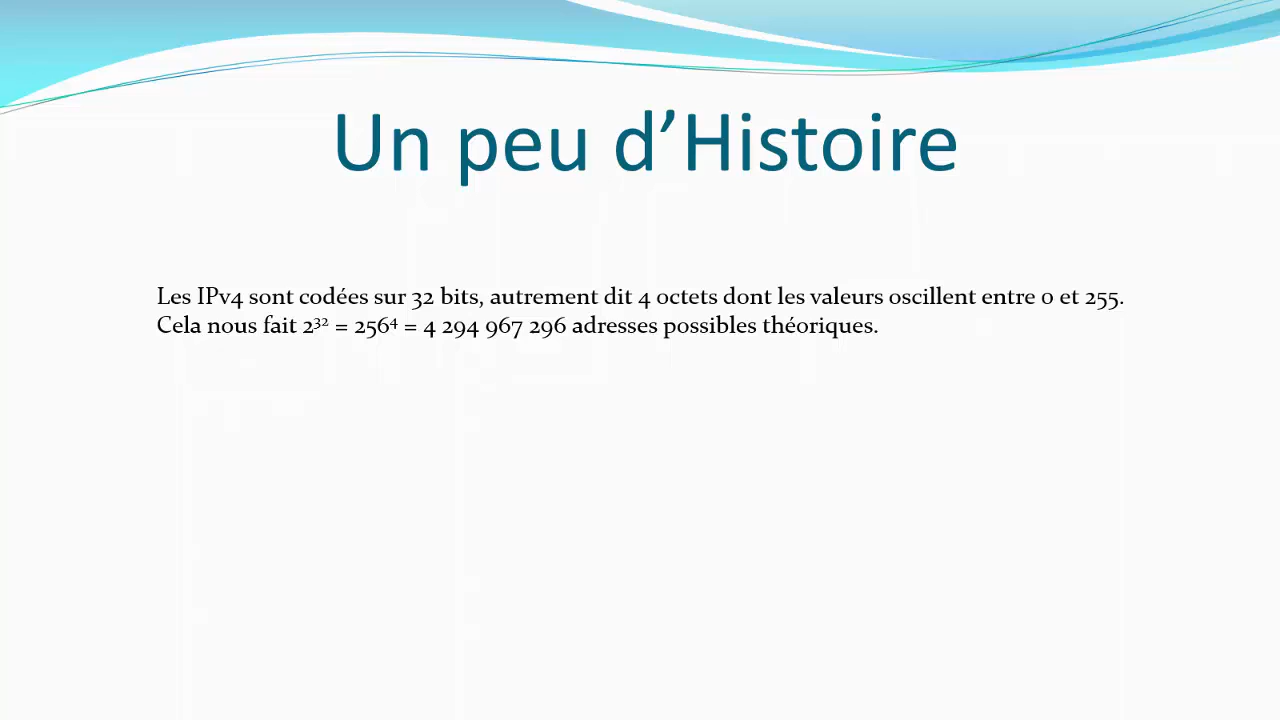 Un peu d’Histoire
Les IPv4 sont codées sur 32 bits, autrement dit 4 octets dont les valeurs oscillent entre 0 et 255.
Cela nous fait 2³² = 256⁴ = 4 294 967 296 adresses possibles théoriques.